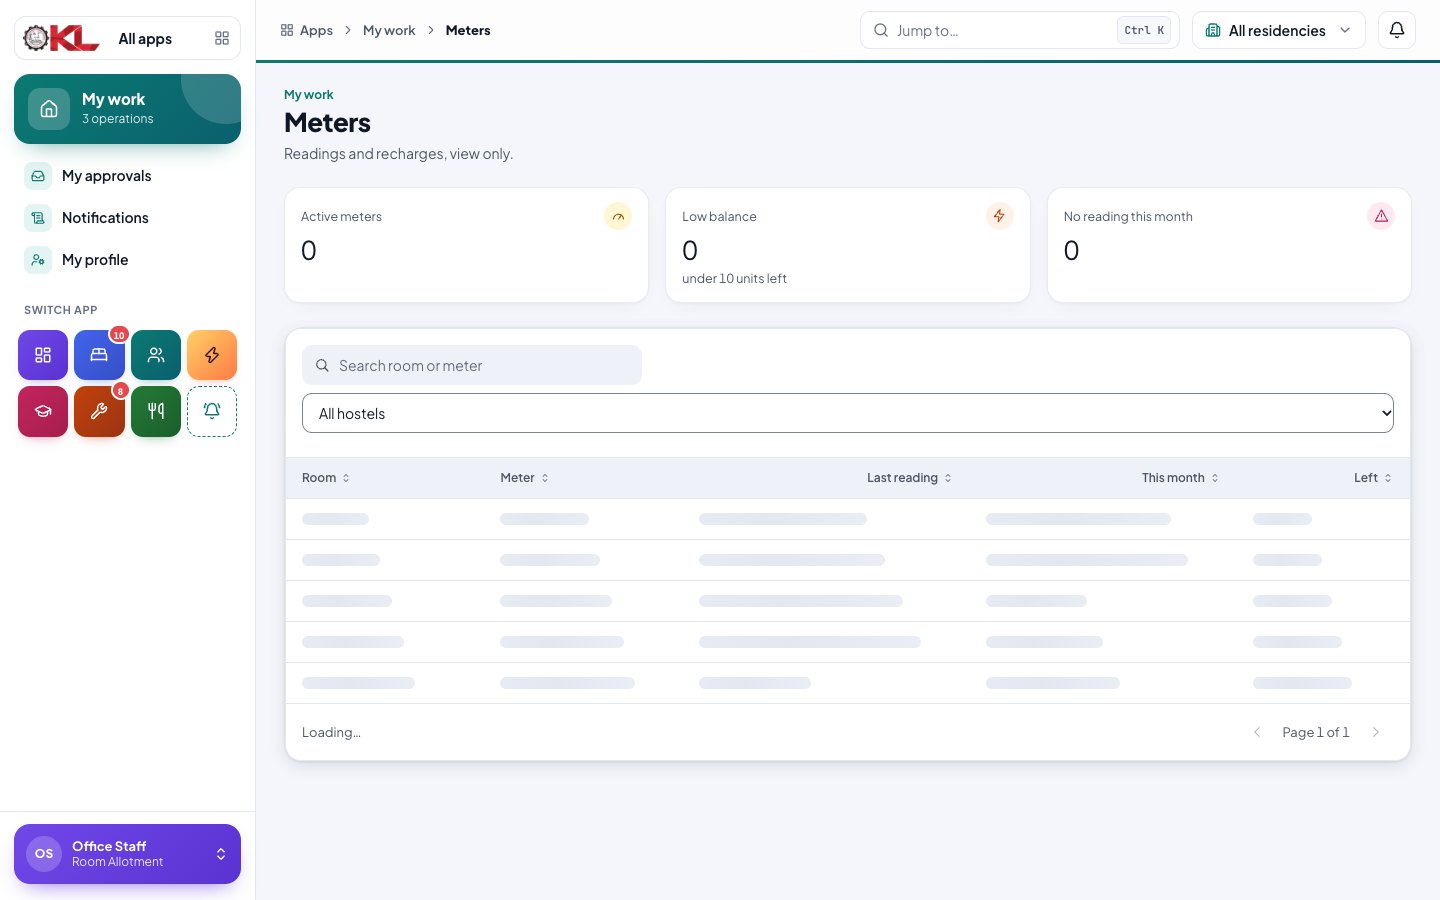 KL
All apps
My work
3 operations
My approvals
Notifications
My profile
SWITCH APP
10
8
OS
Office Staff
Room Allotment
Apps
My work
Meters
Jump to...
Ctrl K
All residencies
My work
Meters
Readings and recharges, view only.
Active meters
0
Low balance
0
under 10 units left
No reading this month
0
Search room or meter
All hostels
Room Meter Last reading This month Left
Loading...
Page 1 of 1